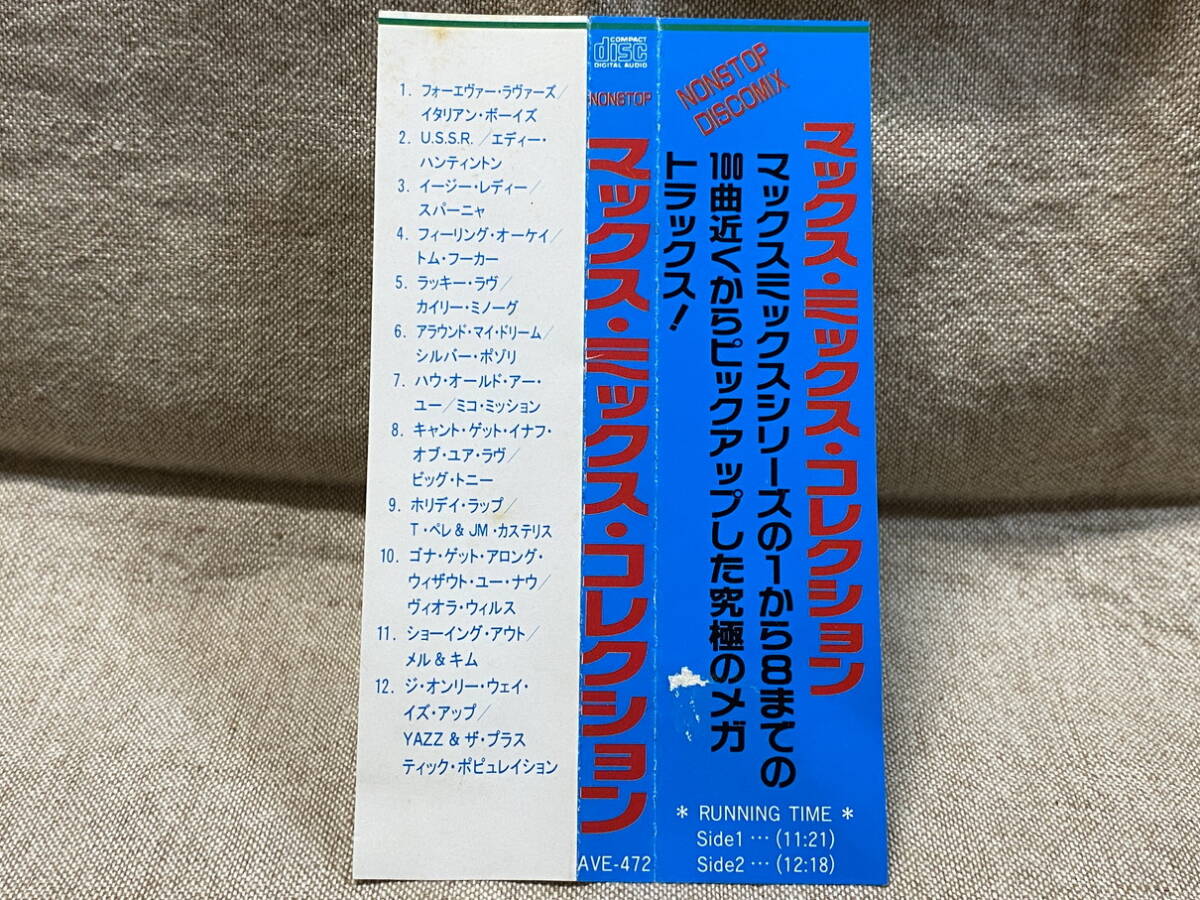 1. フォーエヴァー・ラヴァーズ/
イタリアン・ボーイズ
2. U.S.S.R./エディー・
ハンティントン
3. イージー・レディー/
スパーニャ
4. フィーリング・オーケイ/
トム・フーカー
5. ラッキー・ラヴ/
カイリー・ミノーグ
6. アラウンド・マイ・ドリーム/
シルバー・ポゾリ
7. ハウ・オールド・アー・
ユー/ミコ・ミッション
8. キャント・ゲット・イナフ・
オブ・ユア・ラヴ/
ビッグ・トニー
9. ホリデイ・ラップ/
T・ペレ&JM・カステリス
10. ゴナ・ゲット・アロング・
ウィザウト・ユー・ナウ/
ヴィオラ・ウィルス
11. ショーイング・アウト/
メル&キム
12. ジ・オンリー・ウェイ・
イズ・アップ/
YAZZ&ザ・プラス
ティック・ポピュレイション
COMPACT
disc
DIGITAL AUDIO
NONSTOP
マックス・ミックス・コレクション
AVE-472
NONSTOP
DISCOMIX
マックス・ミックス・コレクション
マックスミックスシリーズの1から8までの
100曲近くからピックアップした究極のメガ
トラックス!
* RUNNING TIME *
Side1 … (11:21)
Side2 … (12:18)